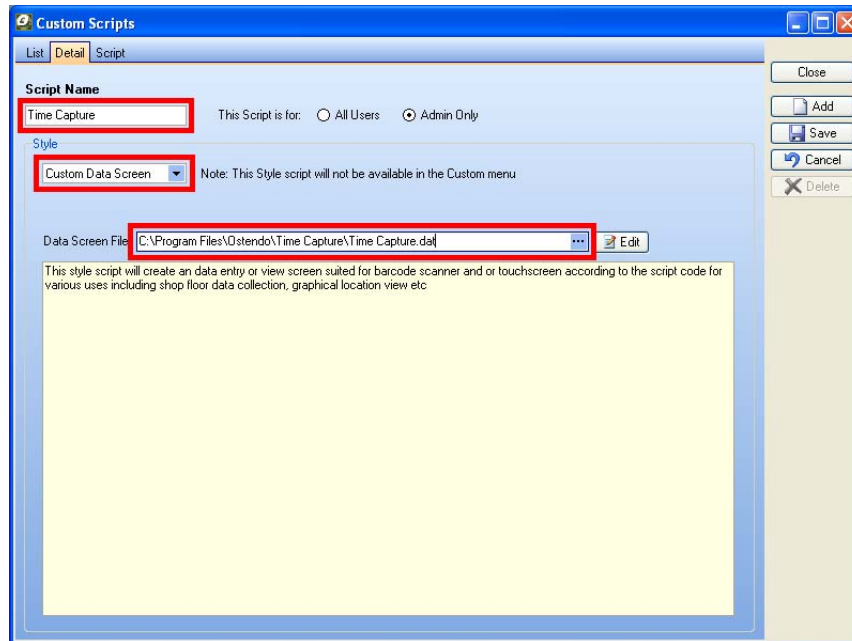 Custom Scripts
List Detail Script
Close
Script Name
Time Capture This Script is for: All Users Admin Only
Add
Save
Style
Cancel
Custom Data Screen Note: This Style script will not be available in the Custom menu
Delete
Data Screen File C:\Program Files\Ostendo\Time Capture\Time Capture.dat ... Edit
This style script will create an data entry or view screen suited for barcode scanner and or touchscreen according to the script code for
various uses including shop floor data collection, graphical location view etc